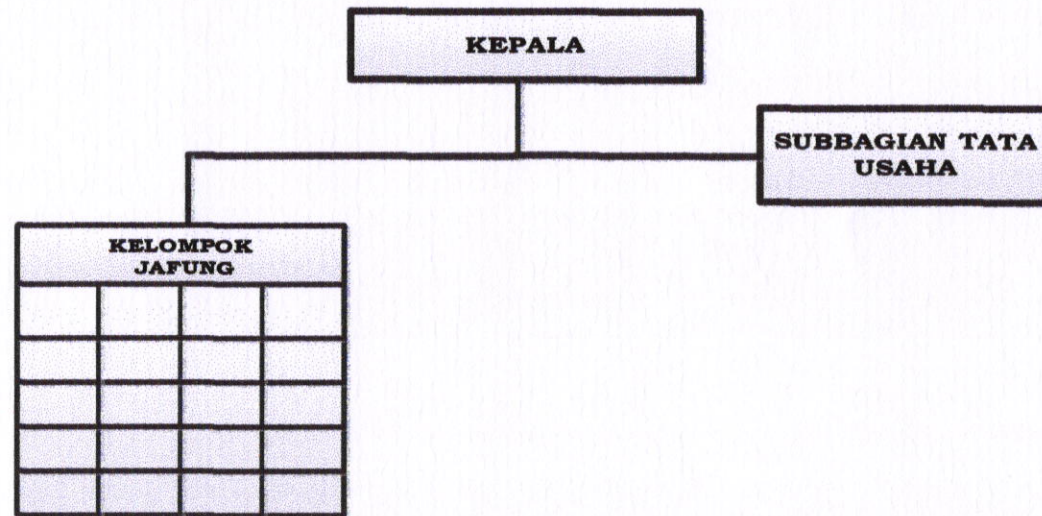 KEPALA
SUBBAGIAN TATA
USAHA
KELOMPOK
JAFUNG